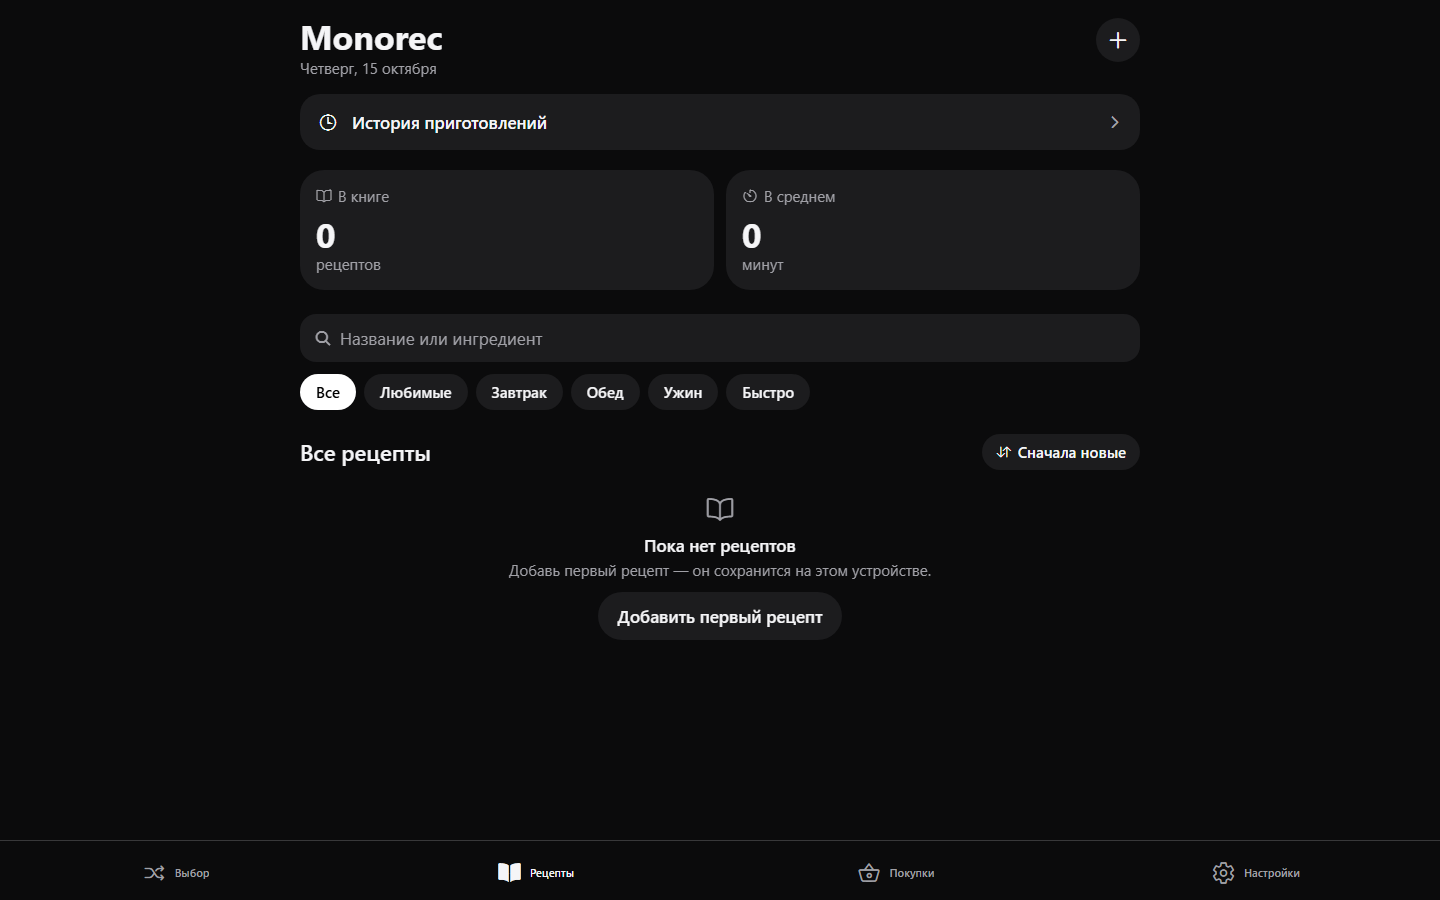 Monorec
Четверг, 15 октября
История приготовлений
В книге
0
рецептов
В среднем
0
минут
Название или ингредиент
Все
Любимые
Завтрак
Обед
Ужин
Быстро
Все рецепты
Сначала новые
Пока нет рецептов
Добавь первый рецепт — он сохранится на этом устройстве.
Добавить первый рецепт
Выбор
Рецепты
Покупки
Настройки